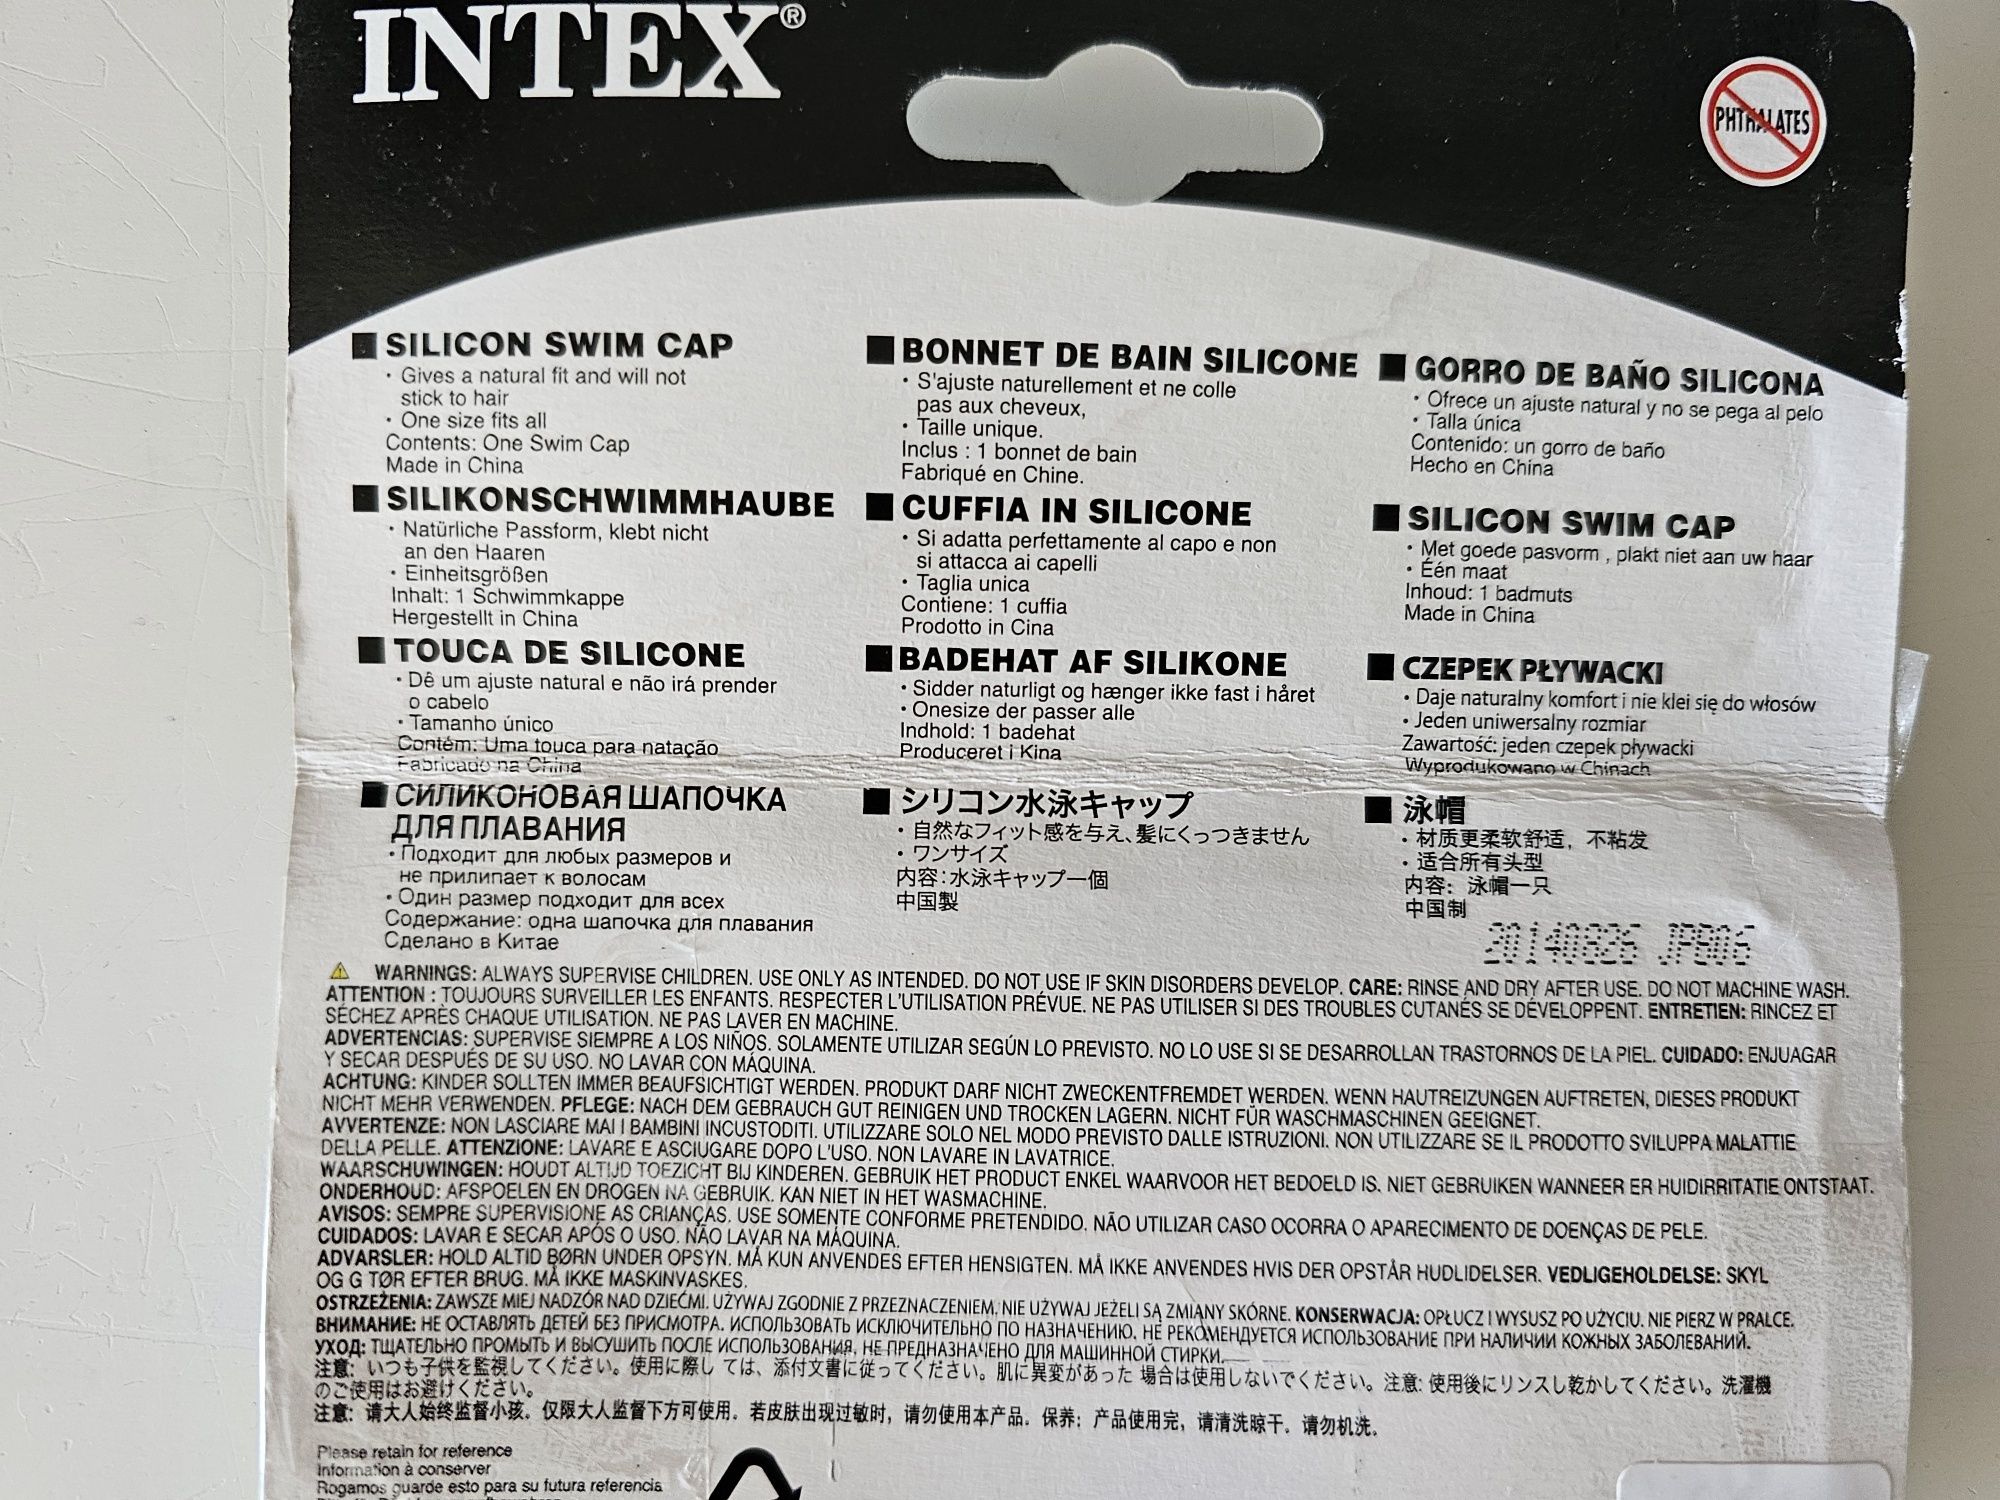 INTEX®
PHTHALATES
■ SILICON SWIM CAP
• Gives a natural fit and will not
stick to hair
• One size fits all
Contents: One Swim Cap
Made in China
■ BONNET DE BAIN SILICONE
• S'ajuste naturellement et ne colle
pas aux cheveux,
• Taille unique.
Inclus : 1 bonnet de bain
Fabriqué en Chine.
■ GORRO DE BAÑO SILICONA
• Ofrece un ajuste natural y no se pega al pelo
• Talla única
Contenido: un gorro de baño
Hecho en China
■ SILIKONSCHWIMMHAUBE
• Natürliche Passform, klebt nicht
an den Haaren
• Einheitsgrößen
Inhalt: 1 Schwimmkappe
Hergestellt in China
■ CUFFIA IN SILICONE
• Si adatta perfettamente al capo e non
si attacca ai capelli
• Taglia unica
Contiene: 1 cuffia
Prodotto in Cina
■ SILICON SWIM CAP
• Met goede pasvorm , plakt niet aan uw haar
• Één maat
Inhoud: 1 badmuts
Made in China
■ TOUCA DE SILICONE
• Dê um ajuste natural e não irá prender
o cabelo
• Tamanho único
Contém: Uma touca para natação
Fabricado na China
■ BADEHAT AF SILIKONE
• Sidder naturligt og hænger ikke fast i håret
• Onesize der passer alle
Indhold: 1 badehat
Produceret i Kina
■ CZEPEK PŁYWACKI
• Daje naturalny komfort i nie klei się do włosów
• Jeden uniwersalny rozmiar
Zawartość: jeden czepek pływacki
Wyprodukowano w Chinach
■ СИЛИКОНОВАЯ ШАПОЧКА
ДЛЯ ПЛАВАНИЯ
• Подходит для любых размеров и
не прилипает к волосам
• Один размер подходит для всех
Содержание: одна шапочка для плавания
Сделано в Китае
■ シリコン水泳キャップ
• 自然なフィット感を与え、髪にくっつきません
• ワンサイズ
内容：水泳キャップ一個
中国製
■ 泳帽
• 材质更柔软舒适，不粘发
• 适合所有头型
内容：泳帽一只
中国制
20140826 JPB06
WARNINGS: ALWAYS SUPERVISE CHILDREN. USE ONLY AS INTENDED. DO NOT USE IF SKIN DISORDERS DEVELOP. CARE: RINSE AND DRY AFTER USE. DO NOT MACHINE WASH.
ATTENTION : TOUJOURS SURVEILLER LES ENFANTS. RESPECTER L'UTILISATION PRÉVUE. NE PAS UTILISER SI DES TROUBLES CUTANÉS SE DÉVELOPPENT. ENTRETIEN: RINCEZ ET
SÉCHEZ APRÈS CHAQUE UTILISATION. NE PAS LAVER EN MACHINE.
ADVERTENCIAS: SUPERVISE SIEMPRE A LOS NIÑOS. SOLAMENTE UTILIZAR SEGÚN LO PREVISTO. NO LO USE SI SE DESARROLLAN TRASTORNOS DE LA PIEL. CUIDADO: ENJUAGAR
Y SECAR DESPUÉS DE SU USO. NO LAVAR CON MÁQUINA.
ACHTUNG: KINDER SOLLTEN IMMER BEAUFSICHTIGT WERDEN. PRODUKT DARF NICHT ZWECKENTFREMDET WERDEN. WENN HAUTREIZUNGEN AUFTRETEN, DIESES PRODUKT
NICHT MEHR VERWENDEN. PFLEGE: NACH DEM GEBRAUCH GUT REINIGEN UND TROCKEN LAGERN. NICHT FÜR WASCHMASCHINEN GEEIGNET.
AVVERTENZE: NON LASCIARE MAI I BAMBINI INCUSTODITI. UTILIZZARE SOLO NEL MODO PREVISTO DALLE ISTRUZIONI. NON UTILIZZARE SE IL PRODOTTO SVILUPPA MALATTIE
DELLA PELLE. ATTENZIONE: LAVARE E ASCIUGARE DOPO L'USO. NON LAVARE IN LAVATRICE.
WAARSCHUWINGEN: HOUDT ALTIJD TOEZICHT BIJ KINDEREN. GEBRUIK HET PRODUCT ENKEL WAARVOOR HET BEDOELD IS. NIET GEBRUIKEN WANNEER ER HUIDIRRITATIE ONTSTAAT.
ONDERHOUD: AFSPOELEN EN DROGEN NA GEBRUIK. KAN NIET IN HET WASMACHINE.
AVISOS: SEMPRE SUPERVISIONE AS CRIANÇAS. USE SOMENTE CONFORME PRETENDIDO. NÃO UTILIZAR CASO OCORRA O APARECIMENTO DE DOENÇAS DE PELE.
CUIDADOS: LAVAR E SECAR APÓS O USO. NÃO LAVAR NA MÁQUINA.
ADVARSLER: HOLD ALTID BØRN UNDER OPSYN. MÅ KUN ANVENDES EFTER HENSIGTEN. MÅ IKKE ANVENDES HVIS DER OPSTÅR HUDLIDELSER. VEDLIGEHOLDELSE: SKYL
OG G TØR EFTER BRUG. MÅ IKKE MASKINVASKES.
OSTRZEŻENIA: ZAWSZE MIEJ NADZÓR NAD DZIEĆMI. UŻYWAJ ZGODNIE Z PRZEZNACZENIEM. NIE UŻYWAJ JEŻELI SĄ ZMIANY SKÓRNE. KONSERWACJA: OPŁUCZ I WYSUSZ PO UŻYCIU. NIE PIERZ W PRALCE.
ВНИМАНИЕ: НЕ ОСТАВЛЯТЬ ДЕТЕЙ БЕЗ ПРИСМОТРА. ИСПОЛЬЗОВАТЬ ИСКЛЮЧИТЕЛЬНО ПО НАЗНАЧЕНИЮ. НЕ РЕКОМЕНДУЕТСЯ ИСПОЛЬЗОВАНИЕ ПРИ НАЛИЧИИ КОЖНЫХ ЗАБОЛЕВАНИЙ.
УХОД: ТЩАТЕЛЬНО ПРОМЫТЬ И ВЫСУШИТЬ ПОСЛЕ ИСПОЛЬЗОВАНИЯ, НЕ ПРЕДНАЗНАЧЕНО ДЛЯ МАШИННОЙ СТИРКИ.
注意: いつも子供を監視してください。使用に際し ては、添付文書に従ってください。肌に異変があった 場合は使用しないでください。注意: 使用後にリンスし乾かしてください。洗濯機
のご使用はお避けください。
注意：请大人始终监督小孩．仅限大人监督下方可使用．若皮肤出现过敏时，请勿使用本产品．保养：产品使用完，请清洗晾干．请勿机洗．
Please retain for reference
Information à conserver
Rogamos guarde esto para su futura referencia